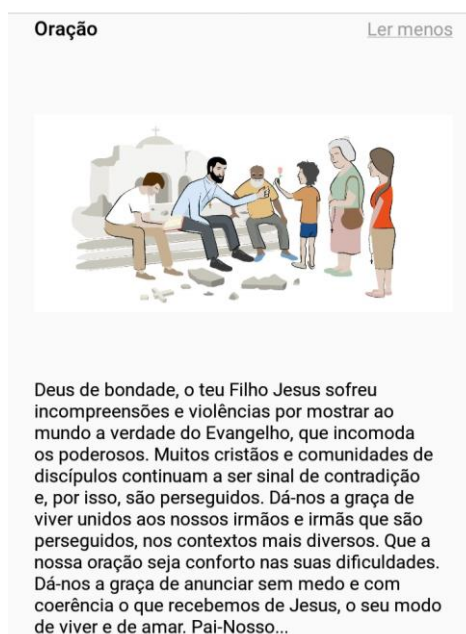 Oração
Ler menos
Deus de bondade, o teu Filho Jesus sofreu
incompreensões e violências por mostrar ao
mundo a verdade do Evangelho, que incomoda
os poderosos. Muitos cristãos e comunidades de
discípulos continuam a ser sinal de contradição
e, por isso, são perseguidos. Dá-nos a graça de
viver unidos aos nossos irmãos e irmãs que são
perseguidos, nos contextos mais diversos. Que a
nossa oração seja conforto nas suas dificuldades.
Dá-nos a graça de anunciar sem medo e com
coerência o que recebemos de Jesus, o seu modo
de viver e de amar. Pai-Nosso...